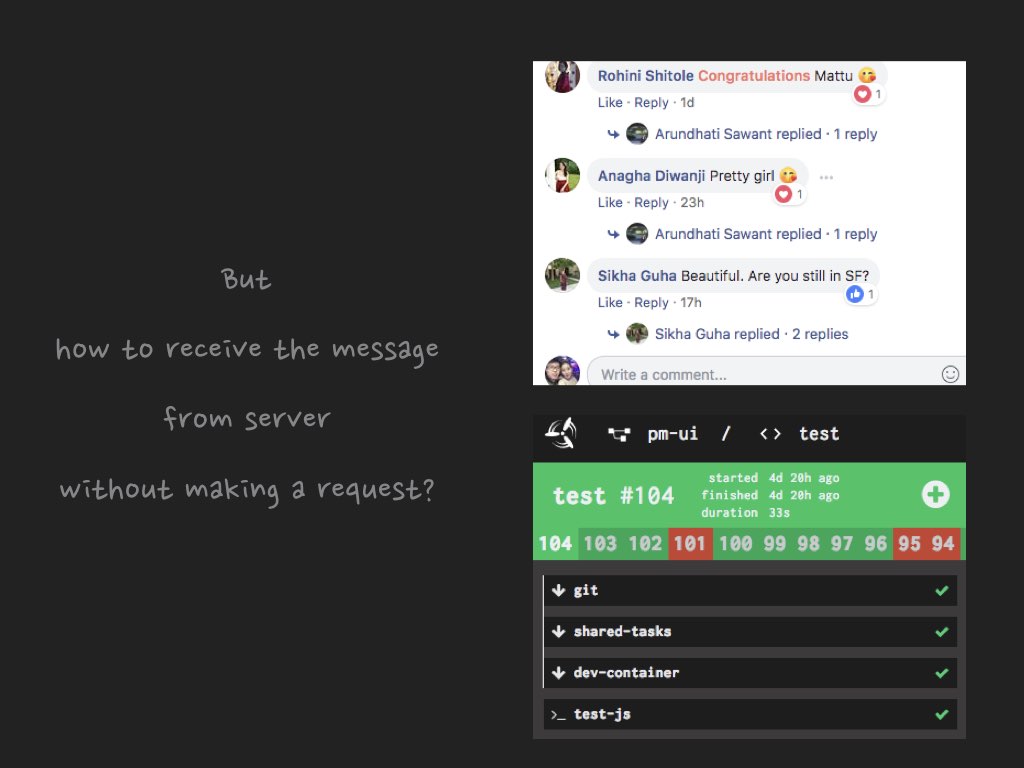 But
how to receive the message
from server
without making a request?
Rohini Shitole Congratulations Mattu 😘
1
Like · Reply · 1d
Arundhati Sawant replied · 1 reply
Anagha Diwanji Pretty girl 😘
1
Like · Reply · 23h
Arundhati Sawant replied · 1 reply
Sikha Guha Beautiful. Are you still in SF?
1
Like · Reply · 17h
Sikha Guha replied · 2 replies
Write a comment...
pm-ui / <> test
test #104
started 4d 20h ago
finished 4d 20h ago
duration 33s
104 103 102 101 100 99 98 97 96 95 94
git
shared-tasks
dev-container
>_ test-js